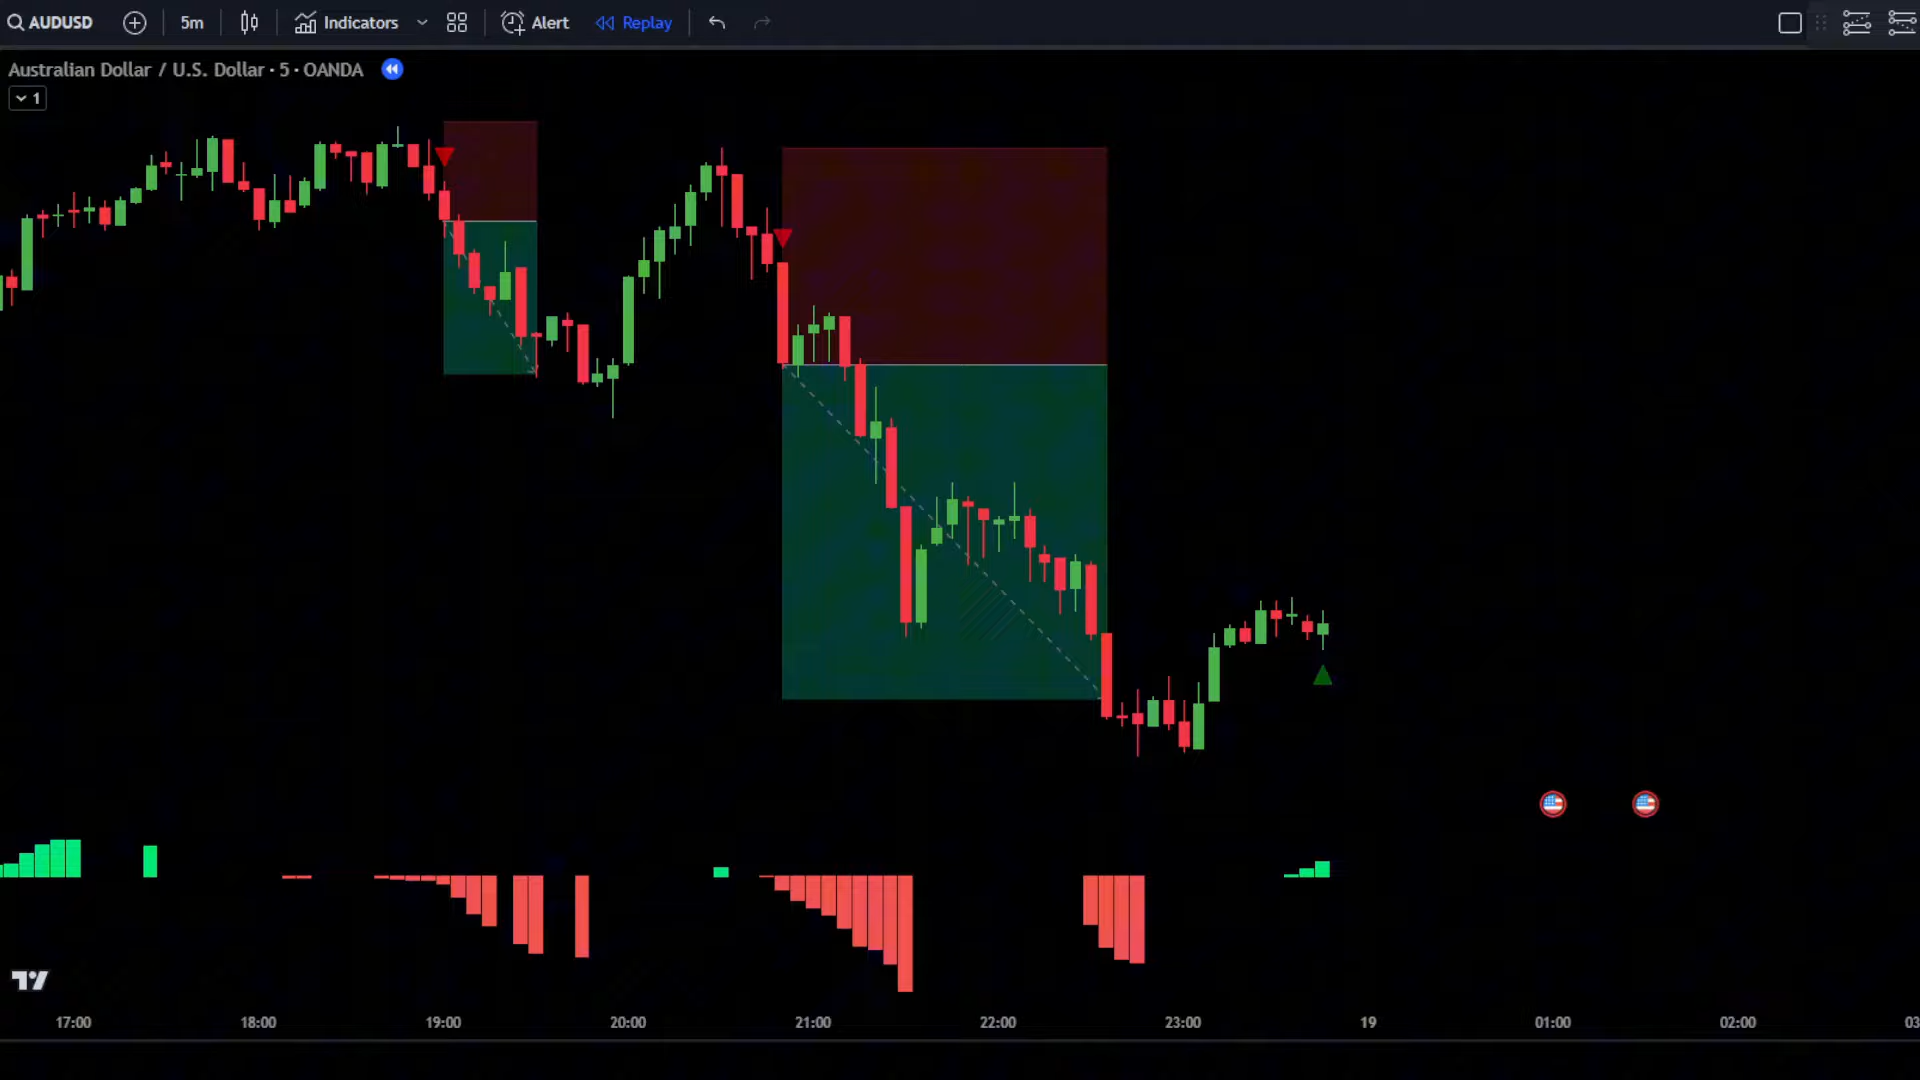 AUDUSD 5m Indicators Alert Replay
Australian Dollar / U.S. Dollar · 5 · OANDA
1
17:00 18:00 19:00 20:00 21:00 22:00 23:00 19 01:00 02:00 03